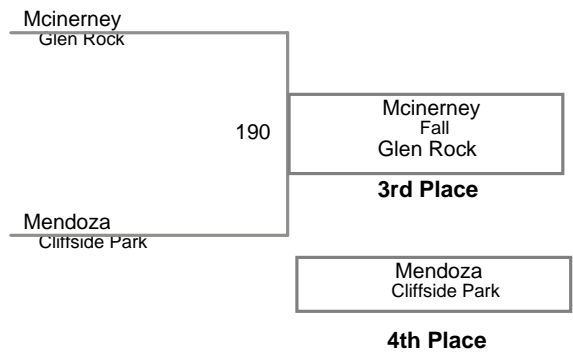 Mcinerney
Glen Rock
190
Mcinerney
Fall
Glen Rock
3rd Place
Mendoza
Cliffside Park
Mendoza
Cliffside Park
4th Place